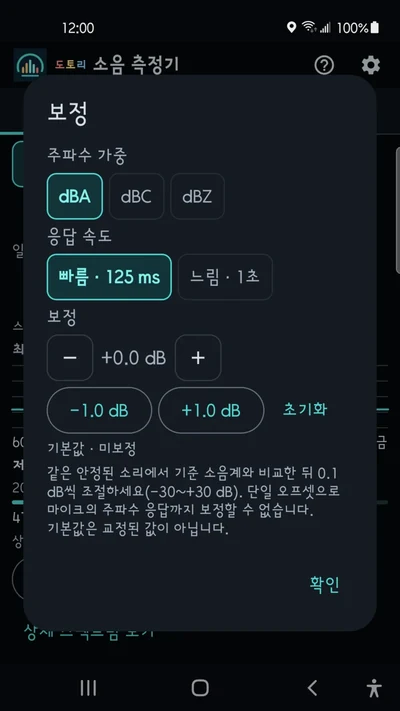 12:00
100%
도토리 소음 측정기
보정
주파수 가중
dBA dBC dBZ
응답 속도
빠름 · 125 ms 느림 · 1초
보정
− +0.0 dB +
−1.0 dB +1.0 dB 초기화
기본값 · 미보정
같은 안정된 소리에서 기준 소음계와 비교한 뒤 0.1
dB씩 조절하세요(−30~+30 dB). 단일 오프셋으로
마이크의 주파수 응답까지 보정할 수 없습니다.
기본값은 교정된 값이 아닙니다.
확인